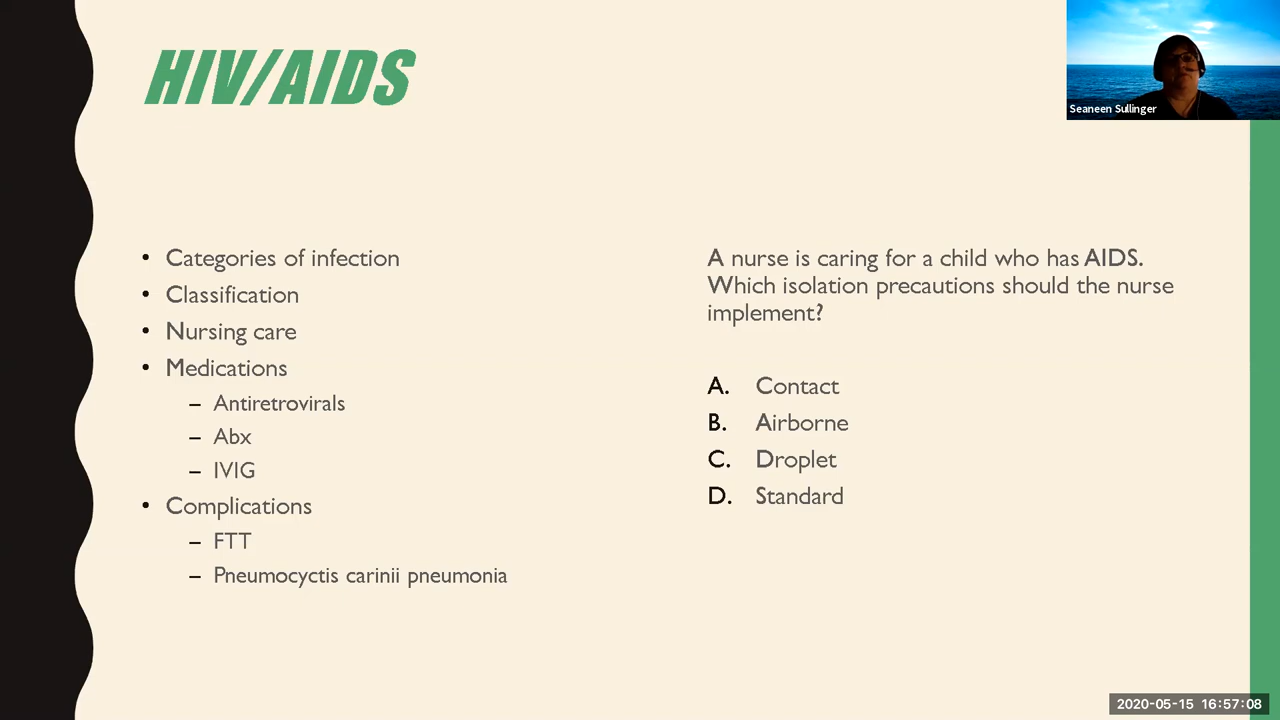 HIV/AIDS
Seaneen Sullinger
• Categories of infection
• Classification
• Nursing care
• Medications
– Antiretrovirals
– Abx
– IVIG
• Complications
– FTT
– Pneumocyctis carinii pneumonia
A nurse is caring for a child who has AIDS.
Which isolation precautions should the nurse
implement?
A. Contact
B. Airborne
C. Droplet
D. Standard
2020-05-15 16:57:08